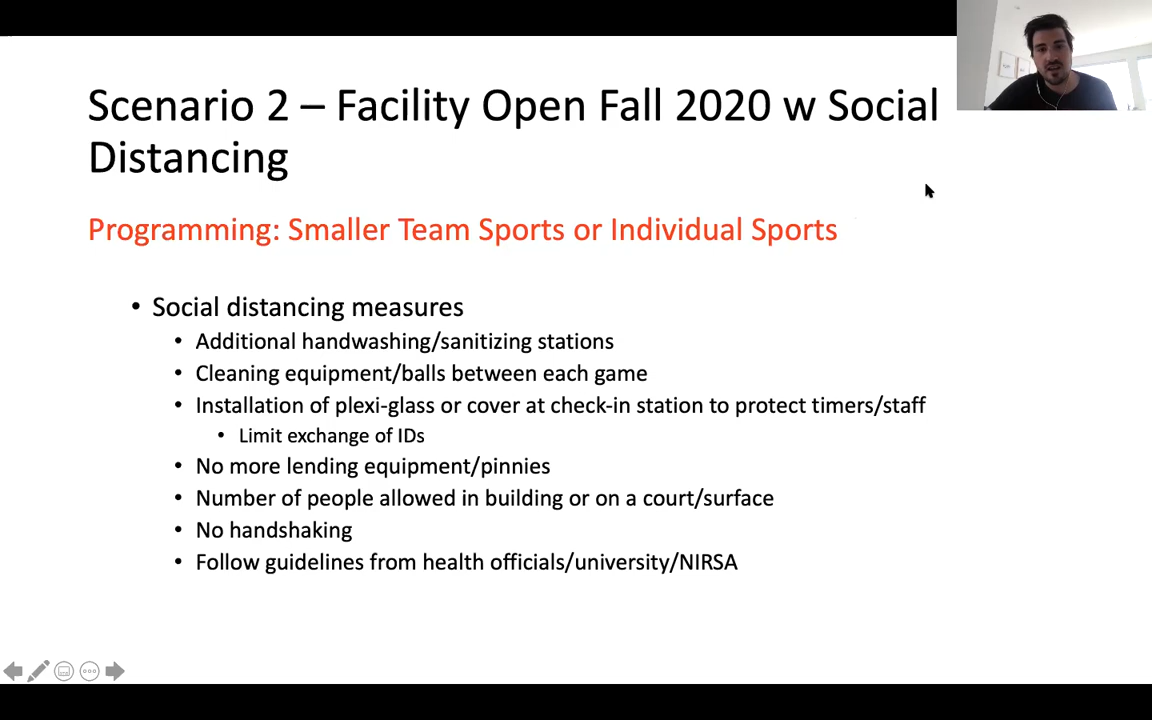 Scenario 2 – Facility Open Fall 2020 w Social
Distancing
Programming: Smaller Team Sports or Individual Sports
• Social distancing measures
• Additional handwashing/sanitizing stations
• Cleaning equipment/balls between each game
• Installation of plexi-glass or cover at check-in station to protect timers/staff
• Limit exchange of IDs
• No more lending equipment/pinnies
• Number of people allowed in building or on a court/surface
• No handshaking
• Follow guidelines from health officials/university/NIRSA